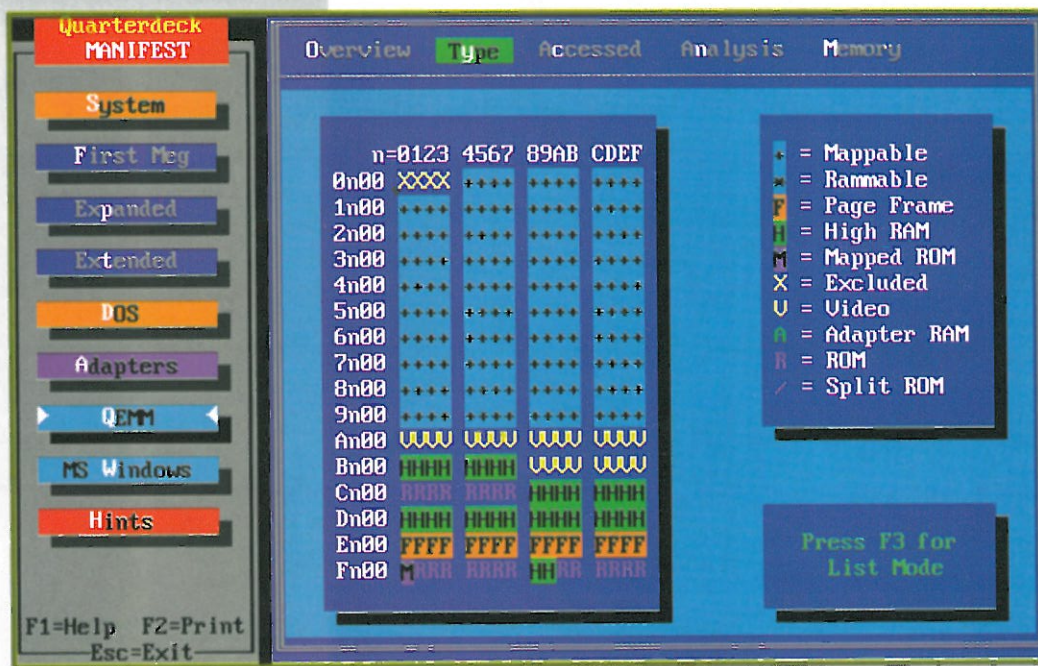 Quarterdeck
MANIFEST
System
First Meg
Expanded
Extended
DOS
Adapters
QEMM
MS Windows
Hints
F1=Help F2=Print
Esc=Exit
Overview Type Accessed Analysis Memory
n=0123 4567 89AB CDEF
0n00 XXXX ++++ ++++ ++++
1n00 ++++ ++++ ++++ ++++
2n00 ++++ ++++ ++++ ++++
3n00 ++++ ++++ ++++ ++++
4n00 ++++ ++++ ++++ ++++
5n00 ++++ ++++ ++++ ++++
6n00 ++++ ++++ ++++ ++++
7n00 ++++ ++++ ++++ ++++
8n00 ++++ ++++ ++++ ++++
9n00 ++++ ++++ ++++ ++++
An00 VVVV VVVV VVVV VVVV
Bn00 HHHH HHHH VVVV VVVV
Cn00 RRRR RRRR HHHH HHHH
Dn00 HHHH HHHH HHHH HHHH
En00 FFFF FFFF FFFF FFFF
Fn00 MRRR RRRR HHRR RRRR
+ = Mappable
* = Rammable
F = Page Frame
H = High RAM
M = Mapped ROM
X = Excluded
V = Video
A = Adapter RAM
R = ROM
/ = Split ROM
Press F3 for
List Mode